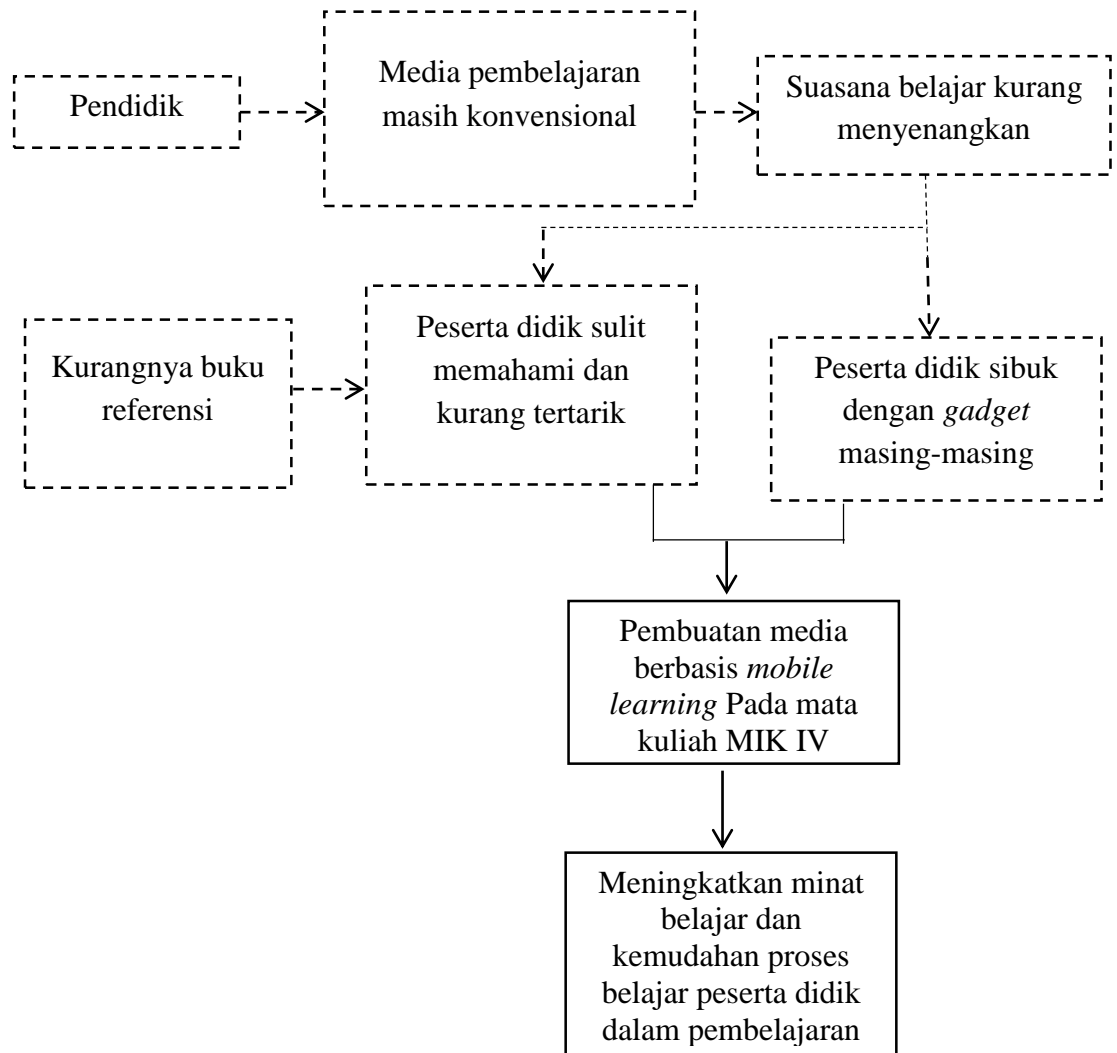 Pendidik
Media pembelajaran
masih konvensional
Suasana belajar kurang
menyenangkan
Kurangnya buku
referensi
Peserta didik sulit
memahami dan
kurang tertarik
Peserta didik sibuk
dengan gadget
masing-masing
Pembuatan media
berbasis mobile
learning Pada mata
kuliah MIK IV
Meningkatkan minat
belajar dan
kemudahan proses
belajar peserta didik
dalam pembelajaran